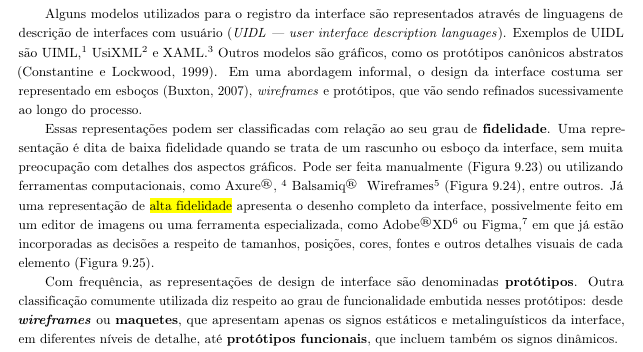 Alguns modelos utilizados para o registro da interface são representados através de linguagens de
descrição de interfaces com usuário (UIDL — user interface description languages). Exemplos de UIDL
são UIML,¹ UsiXML² e XAML.³ Outros modelos são gráficos, como os protótipos canônicos abstratos
(Constantine e Lockwood, 1999). Em uma abordagem informal, o design da interface costuma ser
representado em esboços (Buxton, 2007), wireframes e protótipos, que vão sendo refinados sucessivamente
ao longo do processo.
Essas representações podem ser classificadas com relação ao seu grau de fidelidade. Uma repre-
sentação é dita de baixa fidelidade quando se trata de um rascunho ou esboço da interface, sem muita
preocupação com detalhes dos aspectos gráficos. Pode ser feita manualmente (Figura 9.23) ou utilizando
ferramentas computacionais, como Axure®, ⁴ Balsamiq® Wireframes⁵ (Figura 9.24), entre outros. Já
uma representação de alta fidelidade apresenta o desenho completo da interface, possivelmente feito em
um editor de imagens ou uma ferramenta especializada, como Adobe®XD⁶ ou Figma,⁷ em que já estão
incorporadas as decisões a respeito de tamanhos, posições, cores, fontes e outros detalhes visuais de cada
elemento (Figura 9.25).
Com frequência, as representações de design de interface são denominadas protótipos. Outra
classificação comumente utilizada diz respeito ao grau de funcionalidade embutida nesses protótipos: desde
wireframes ou maquetes, que apresentam apenas os signos estáticos e metalinguísticos da interface,
em diferentes níveis de detalhe, até protótipos funcionais, que incluem também os signos dinâmicos.